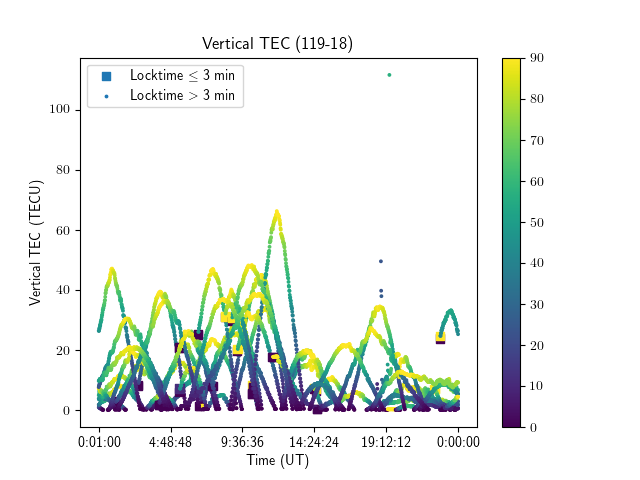 Vertical TEC (119-18)
Locktime ≤ 3 min
Locktime > 3 min
Vertical TEC (TECU)
100
80
60
40
20
0
0:01:00 4:48:48 9:36:36 14:24:24 19:12:12 0:00:00
Time (UT)
90
80
70
60
50
40
30
20
10
0